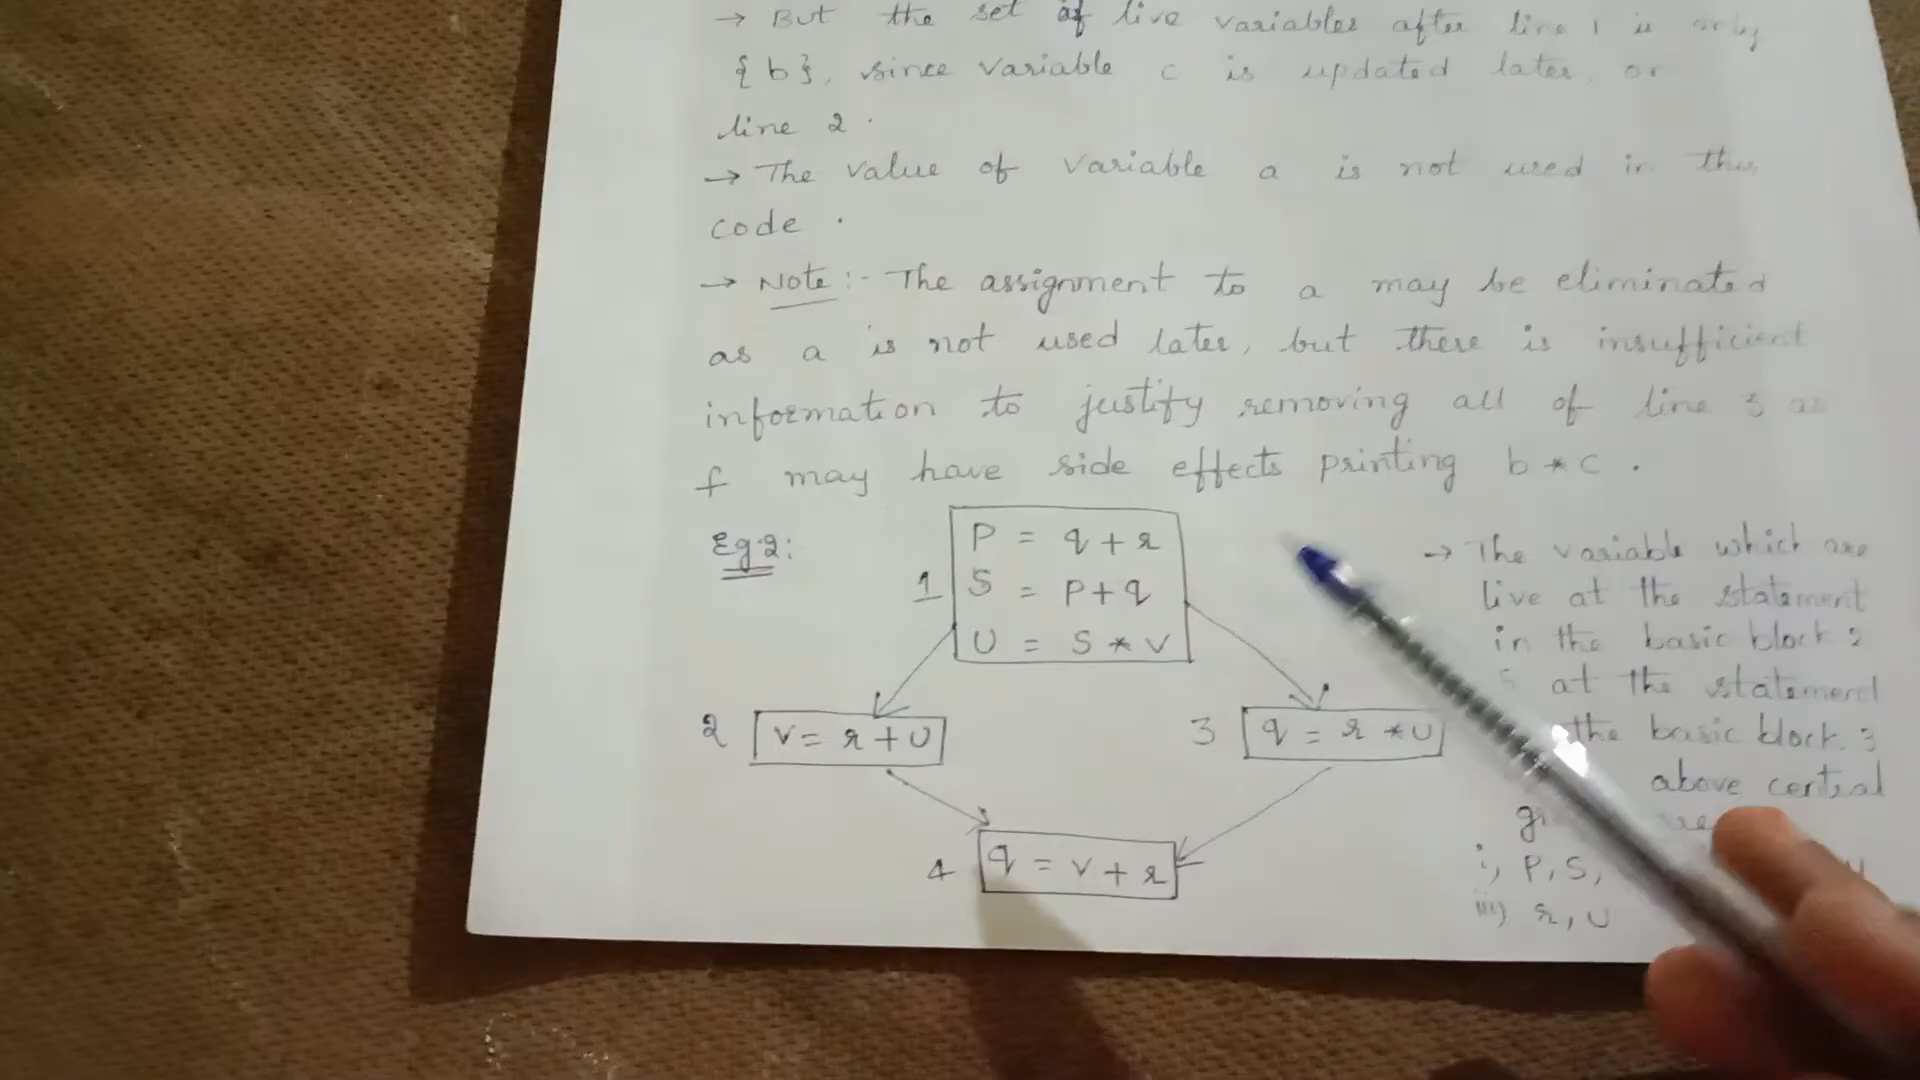 → But the set of live variables after line 1 is only
{b}, since variable c is updated later, on
line 2.
→ The value of variable a is not used in this
code.
→ Note :- The assignment to a may be eliminated
as a is not used later, but there is insufficient
information to justify removing all of line 3 as
f may have side effects printing b * c.
Eg.2:
1
P = q + r
S = P + q
U = S * V
2
V = r + U
3
q = r * U
4
q = V + r
→ The variable which are
live at the statement
in the basic block 2
at the statement
the basic block 3
above central
i, P, S,
iii) r, U